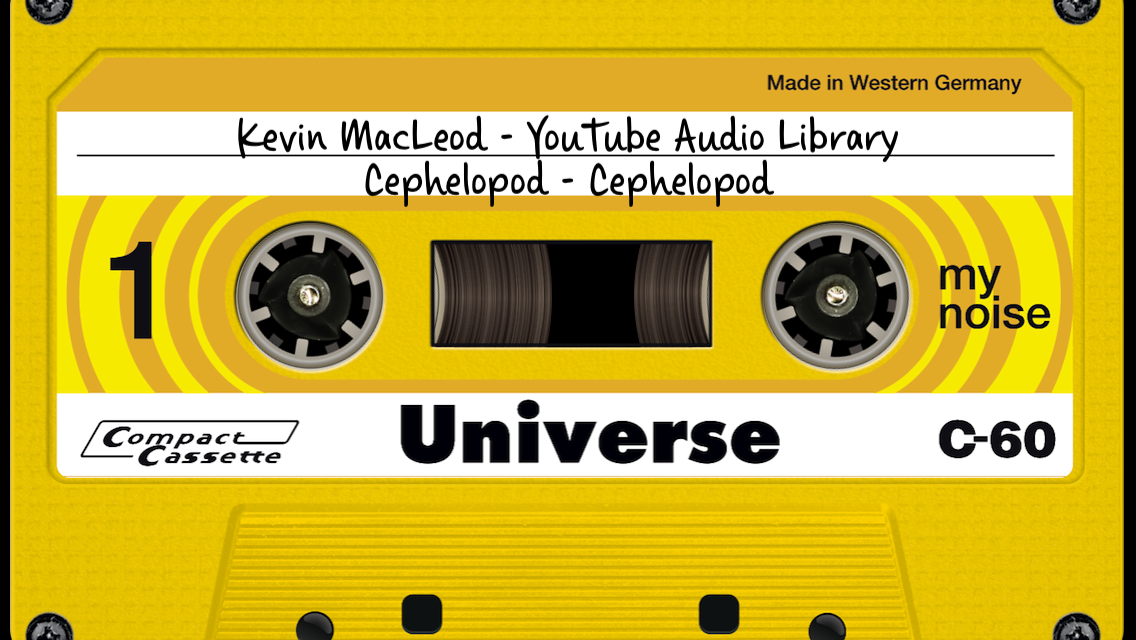 Made in Western Germany
Kevin MacLeod - YouTube Audio Library
Cephelopod - Cephelopod
1
my
noise
Compact
Cassette
Universe
C-60